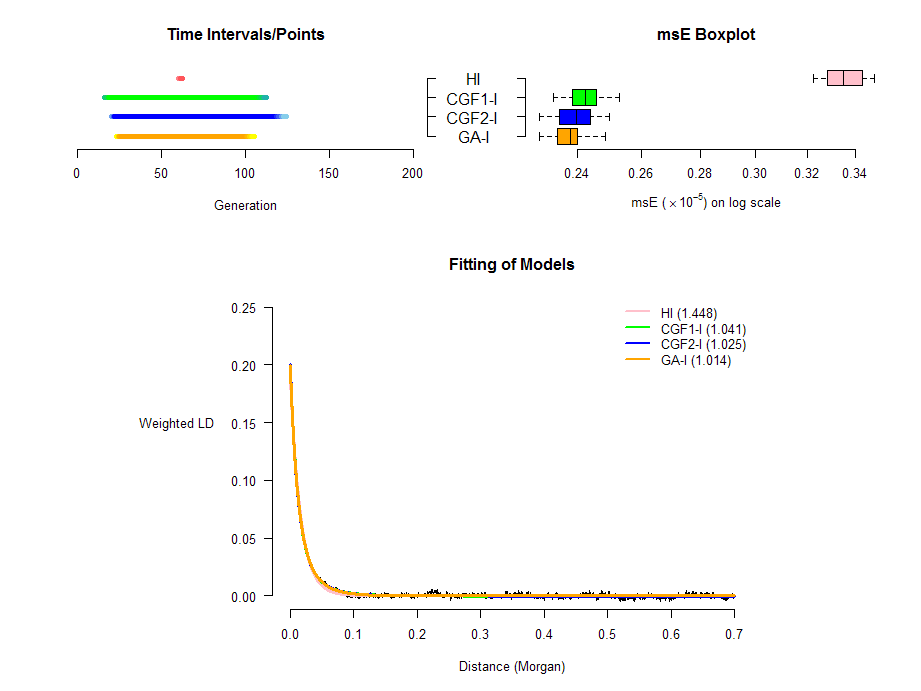 Time Intervals/Points
msE Boxplot
HI
CGF1-I
CGF2-I
GA-I
0 50 100 150 200
Generation
0.24 0.26 0.28 0.30 0.32 0.34
msE (×10⁻⁵) on log scale
Fitting of Models
HI (1.448)
CGF1-I (1.041)
CGF2-I (1.025)
GA-I (1.014)
0.25
0.20
0.15
0.10
0.05
0.00
Weighted LD
0.0 0.1 0.2 0.3 0.4 0.5 0.6 0.7
Distance (Morgan)